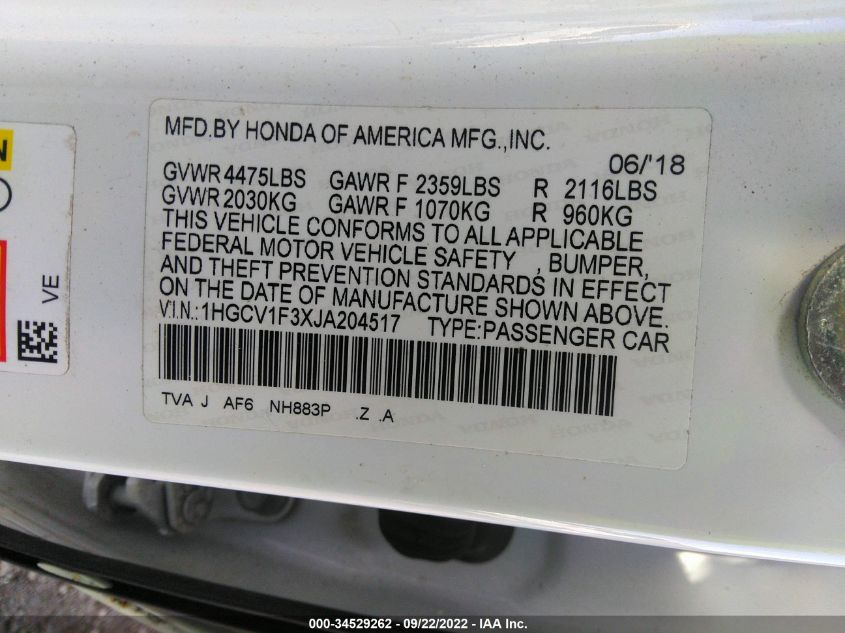 MFD.BY HONDA OF AMERICA MFG.,INC.
06/'18
GVWR 4475LBS GAWR F 2359LBS R 2116LBS
GVWR 2030KG GAWR F 1070KG R 960KG
THIS VEHICLE CONFORMS TO ALL APPLICABLE
FEDERAL MOTOR VEHICLE SAFETY , BUMPER,
AND THEFT PREVENTION STANDARDS IN EFFECT
ON THE DATE OF MANUFACTURE SHOWN ABOVE.
V.I.N.:1HGCV1F3XJA204517 TYPE:PASSENGER CAR
TVA J AF6 NH883P .Z .A
N
VE
000-34529262 - 09/22/2022 - IAA Inc.